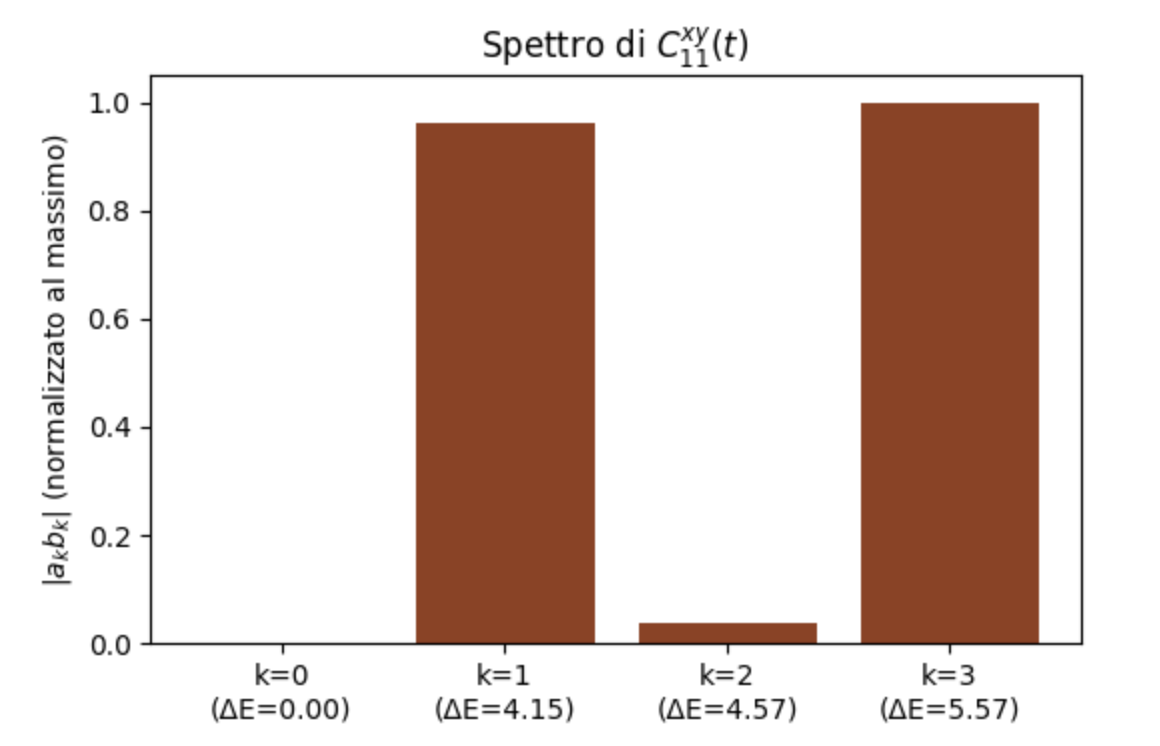 Spettro di $C_{11}^{xy}(t)$
|a_k b_k| (normalizzato al massimo)
1.0
0.8
0.6
0.4
0.2
0.0
k=0
(ΔE=0.00)
k=1
(ΔE=4.15)
k=2
(ΔE=4.57)
k=3
(ΔE=5.57)